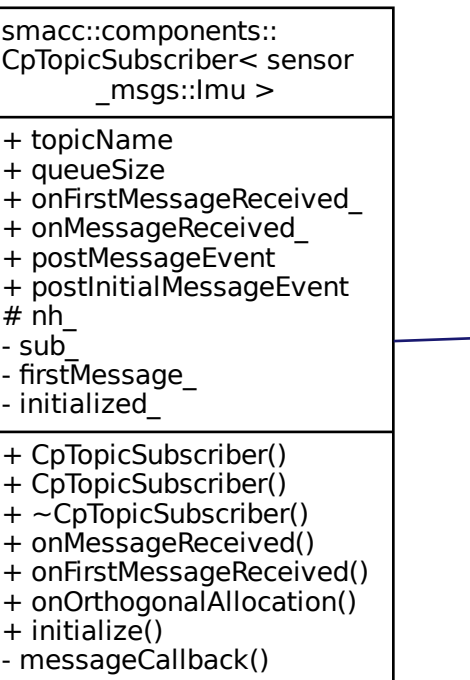 smacc::components::
CpTopicSubscriber< sensor
_msgs::Imu >
+ topicName
+ queueSize
+ onFirstMessageReceived_
+ onMessageReceived_
+ postMessageEvent
+ postInitialMessageEvent
# nh_
- sub_
- firstMessage_
- initialized_
+ CpTopicSubscriber()
+ CpTopicSubscriber()
+ ~CpTopicSubscriber()
+ onMessageReceived()
+ onFirstMessageReceived()
+ onOrthogonalAllocation()
+ initialize()
- messageCallback()